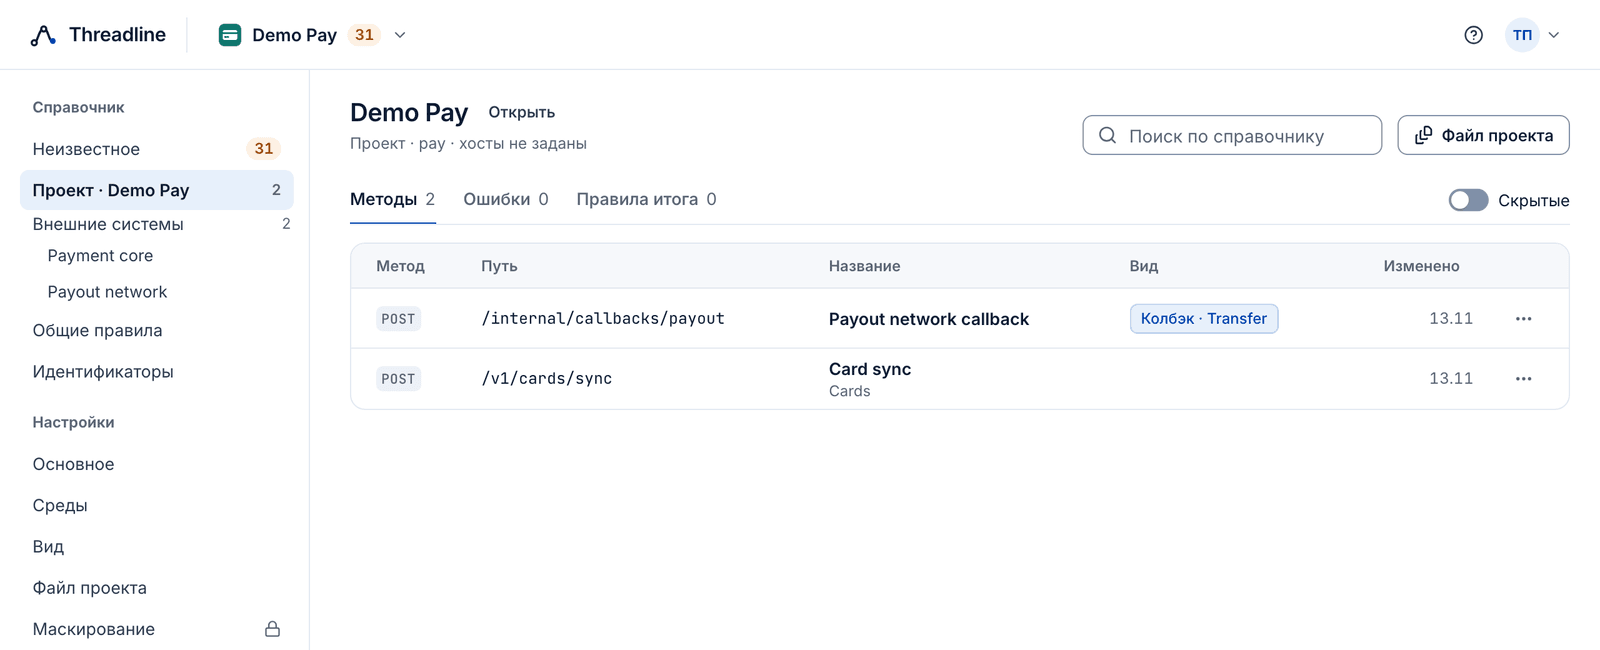 Threadline
Demo Pay 31
ТП
Справочник
Неизвестное 31
Проект · Demo Pay 2
Внешние системы 2
Payment core
Payout network
Общие правила
Идентификаторы
Настройки
Основное
Среды
Вид
Файл проекта
Маскирование
Demo Pay Открыть
Проект · pay · хосты не заданы
Поиск по справочнику
Файл проекта
Методы 2 Ошибки 0 Правила итога 0
Скрытые
Метод Путь Название Вид Изменено
POST /internal/callbacks/payout Payout network callback Колбэк · Transfer 13.11
POST /v1/cards/sync Card sync 13.11
Cards